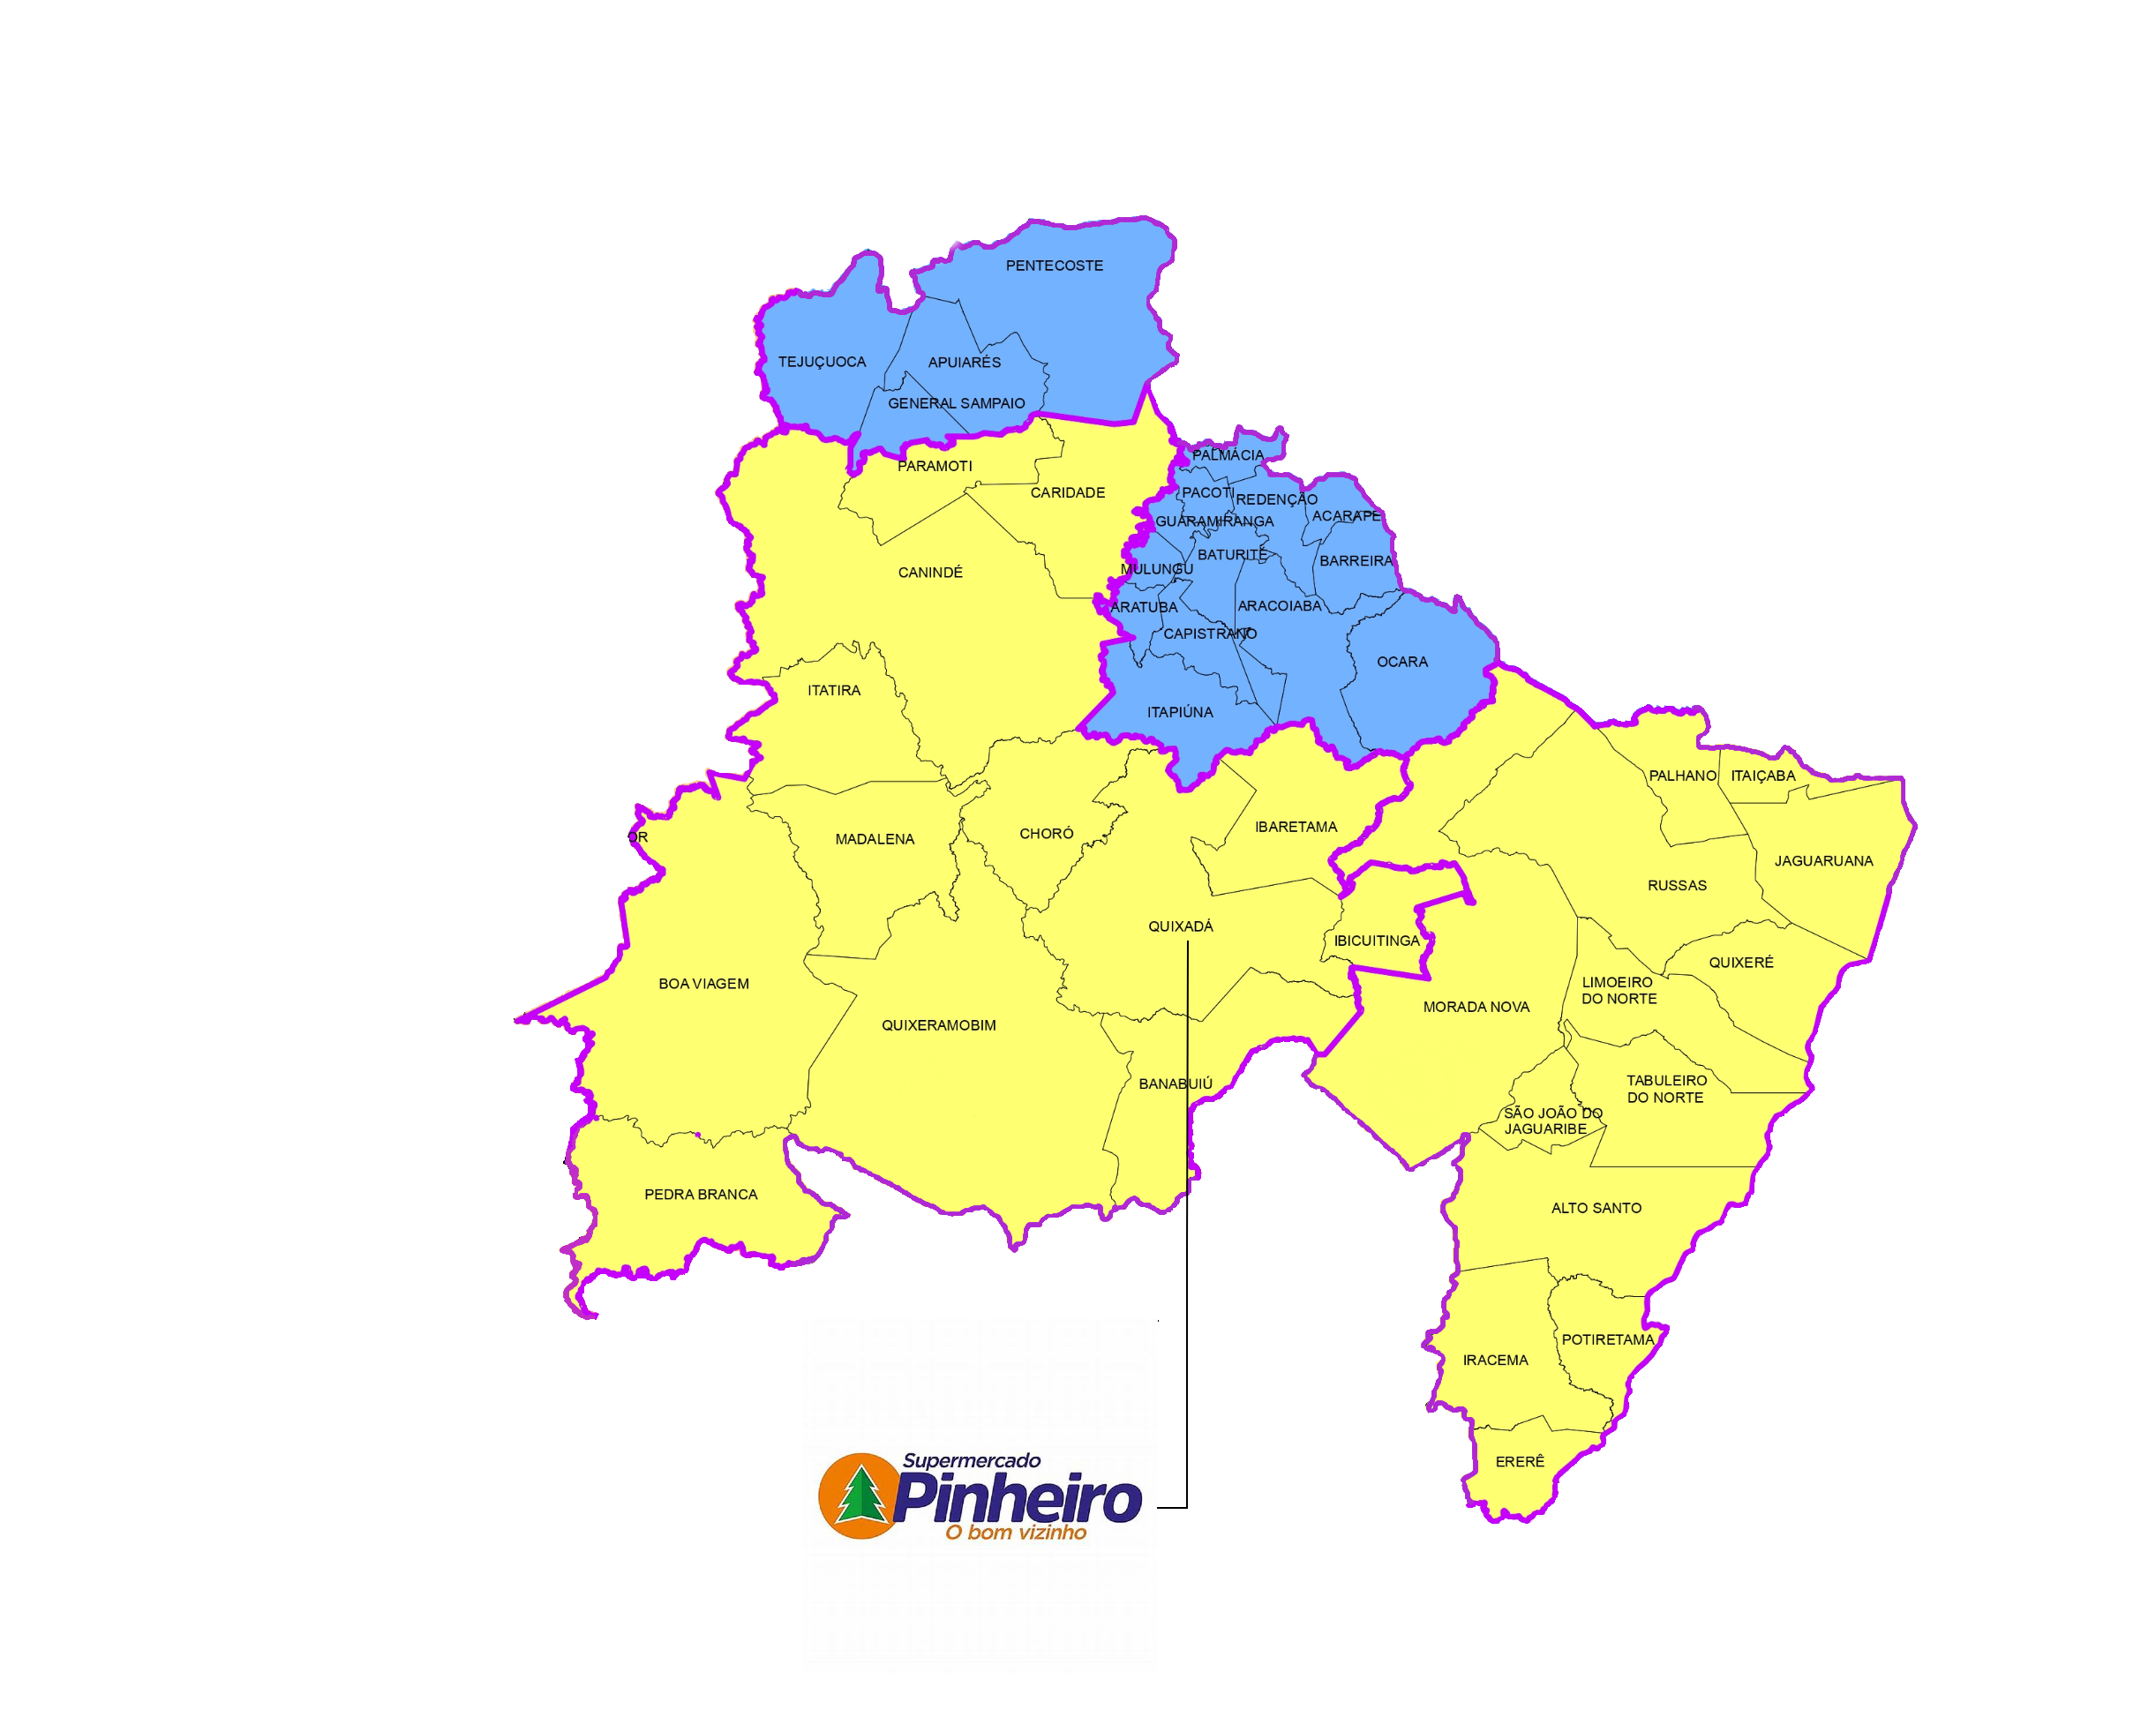 PENTECOSTE
TEJUÇUOCA
APUIARÉS
GENERAL SAMPAIO
PALMÁCIA
PARAMOTI
CARIDADE
PACOTI
REDENÇÃO
ACARAPE
GUARAMIRANGA
BATURITÉ
BARREIRA
CANINDÉ
MULUNGU
ARATUBA
ARACOIABA
CAPISTRANO
OCARA
ITATIRA
ITAPIÚNA
PALHANO
ITAIÇABA
OR
MADALENA
CHORÓ
IBARETAMA
JAGUARUANA
RUSSAS
QUIXADÁ
IBICUITINGA
QUIXERÉ
BOA VIAGEM
LIMOEIRO
DO NORTE
MORADA NOVA
QUIXERAMOBIM
BANABUIÚ
TABULEIRO
DO NORTE
SÃO JOÃO DO
JAGUARIBE
PEDRA BRANCA
ALTO SANTO
POTIRETAMA
IRACEMA
ERERÊ
Supermercado
Pinheiro
O bom vizinho